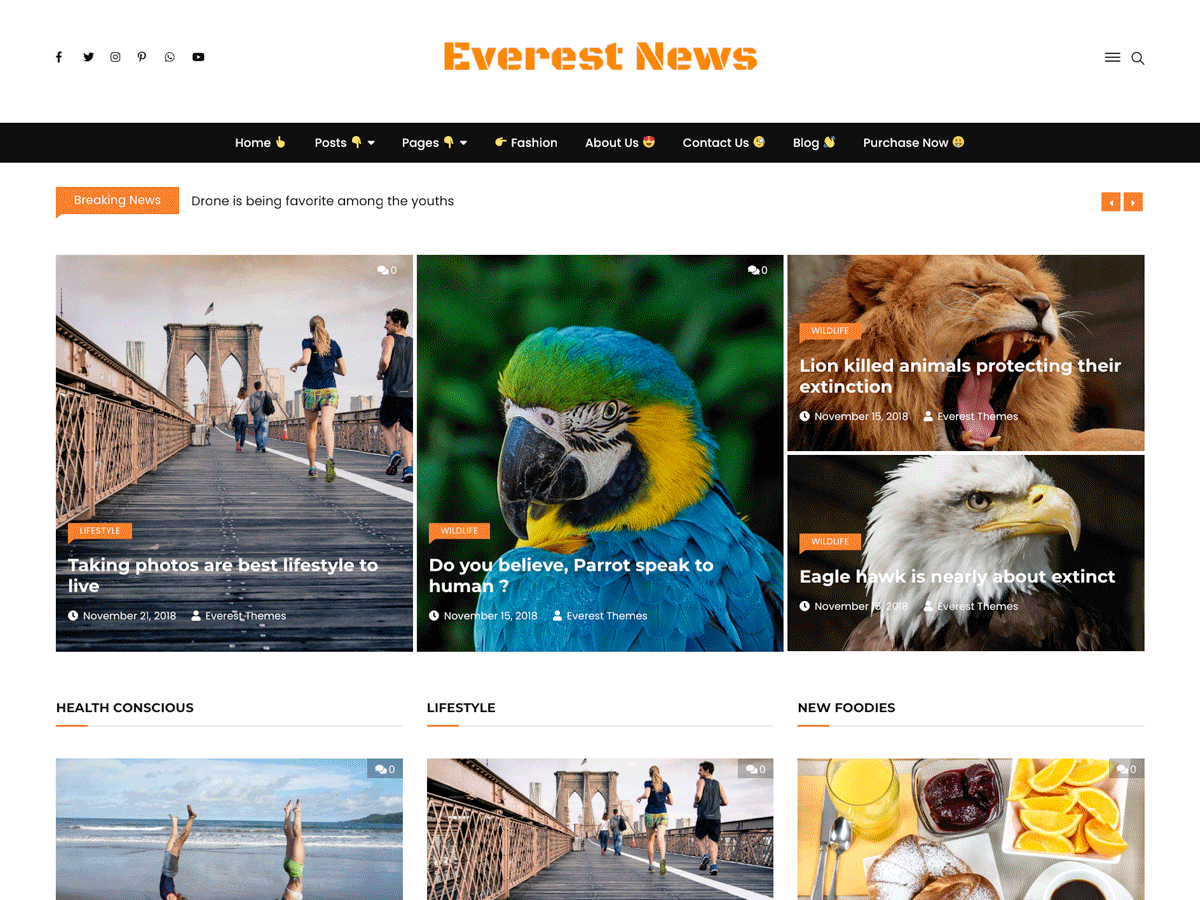 Everest News
Home 👆 Posts 👇 Pages 👇 👉 Fashion About Us 😍 Contact Us 🧐 Blog 👋 Purchase Now 😃
Breaking News
Drone is being favorite among the youths
0
LIFESTYLE
Taking photos are best lifestyle to
live
November 21, 2018 Everest Themes
0
WILDLIFE
Do you believe, Parrot speak to
human ?
November 15, 2018 Everest Themes
WILDLIFE
Lion killed animals protecting their
extinction
November 15, 2018 Everest Themes
WILDLIFE
Eagle hawk is nearly about extinct
November 2018 Everest Themes
HEALTH CONSCIOUS
0
LIFESTYLE
0
NEW FOODIES
0